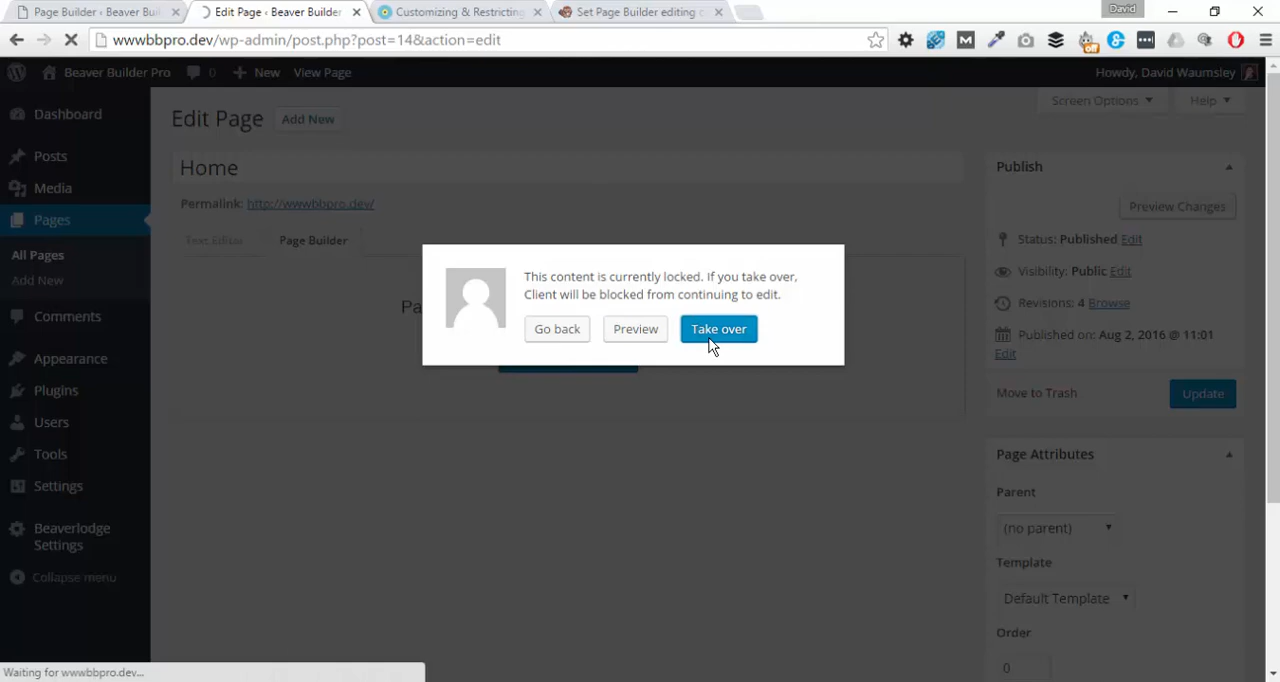 Page Builder ‹ Beaver Bui
Edit Page ‹ Beaver Builder
Customizing & Restricting
Set Page Builder editing c
David
wwwbbpro.dev/wp-admin/post.php?post=14&action=edit
Beaver Builder Pro
0
New
View Page
Howdy, David Waumsley
Dashboard
Posts
Media
Pages
All Pages
Add New
Comments
Appearance
Plugins
Users
Tools
Settings
Beaverlodge
Settings
Collapse menu
Screen Options
Help
Edit Page
Add New
Home
Permalink: http://wwwbbpro.dev/
Text Editor
Page Builder
Pa
This content is currently locked. If you take over,
Client will be blocked from continuing to edit.
Go back
Preview
Take over
Publish
Preview Changes
Status: Published Edit
Visibility: Public Edit
Revisions: 4 Browse
Published on: Aug 2, 2016 @ 11:01
Edit
Move to Trash
Update
Page Attributes
Parent
(no parent)
Template
Default Template
Order
0
Waiting for wwwbbpro.dev...